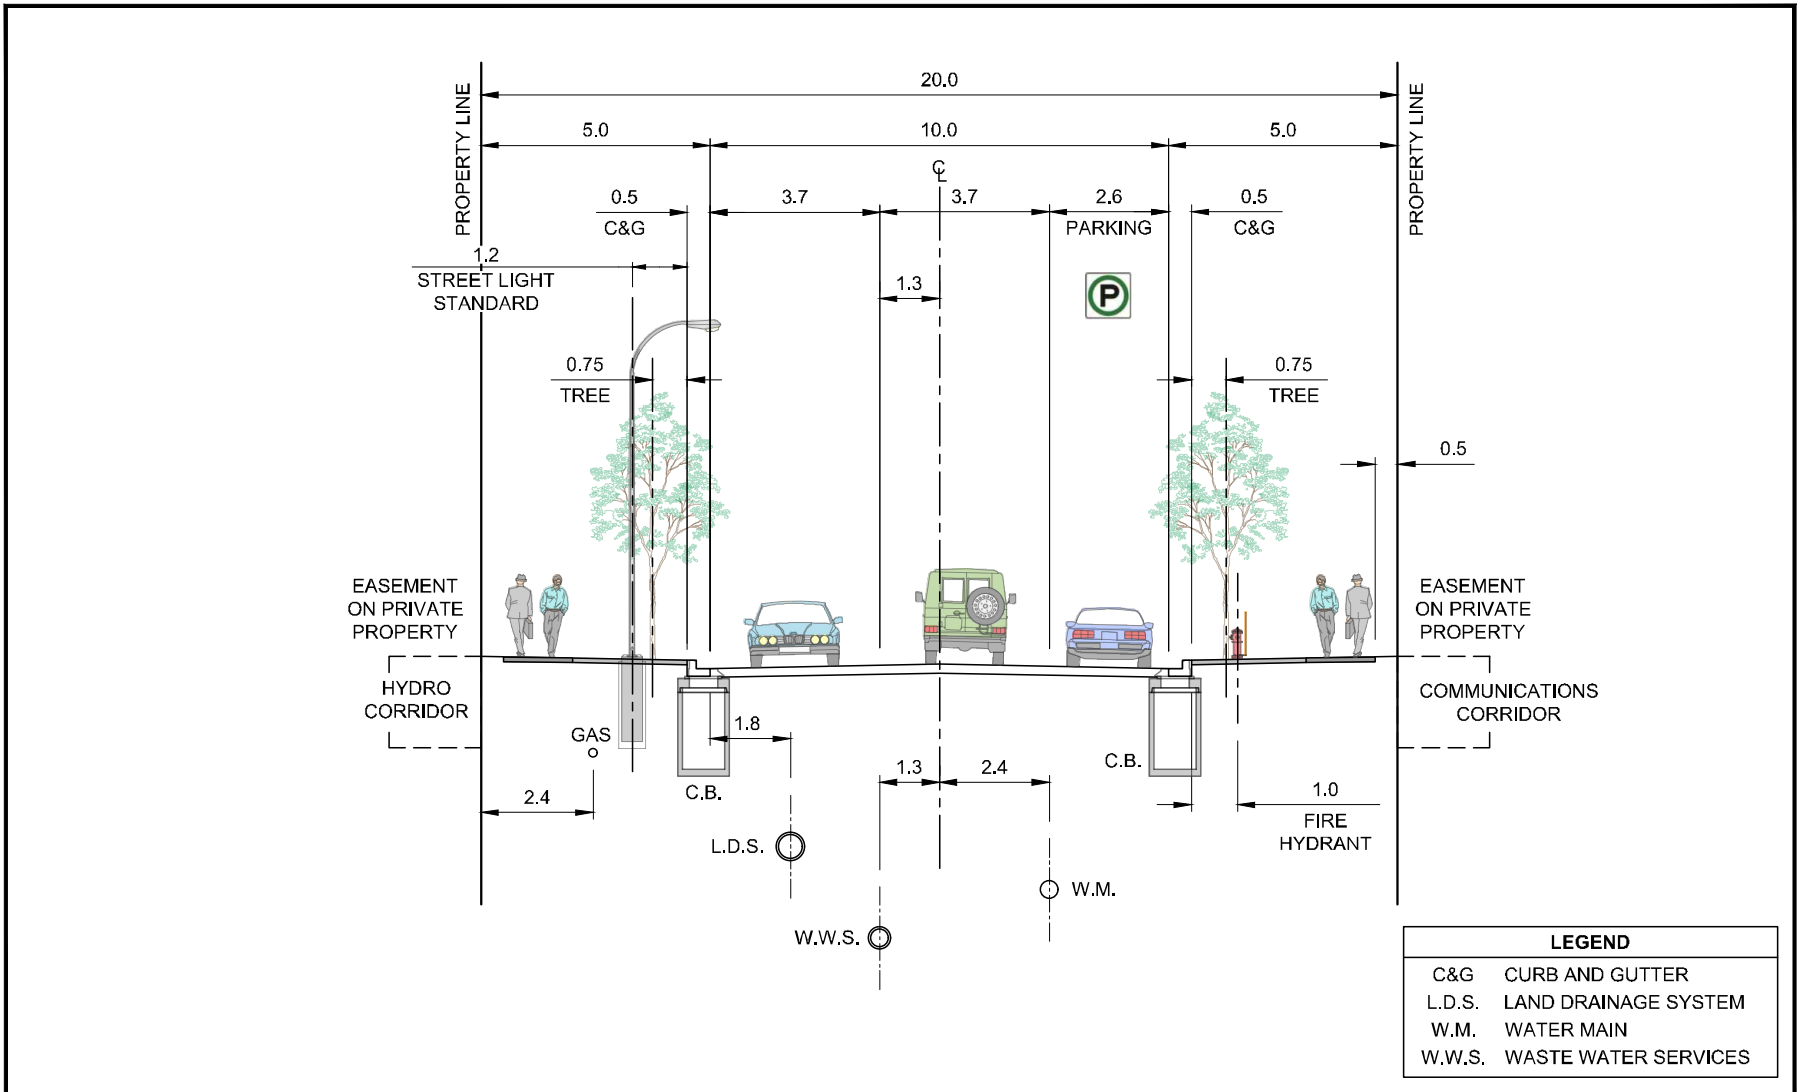 20.0
PROPERTY LINE
PROPERTY LINE
5.0
10.0
5.0
℄
0.5
C&G
3.7
3.7
2.6
PARKING
0.5
C&G
1.2
STREET LIGHT
STANDARD
1.3
P
0.75
TREE
0.75
TREE
0.5
EASEMENT
ON PRIVATE
PROPERTY
EASEMENT
ON PRIVATE
PROPERTY
HYDRO
CORRIDOR
COMMUNICATIONS
CORRIDOR
GAS
1.8
C.B.
C.B.
1.3
2.4
2.4
1.0
FIRE
HYDRANT
L.D.S.
W.M.
W.W.S.
LEGEND
C&G CURB AND GUTTER
L.D.S. LAND DRAINAGE SYSTEM
W.M. WATER MAIN
W.W.S. WASTE WATER SERVICES